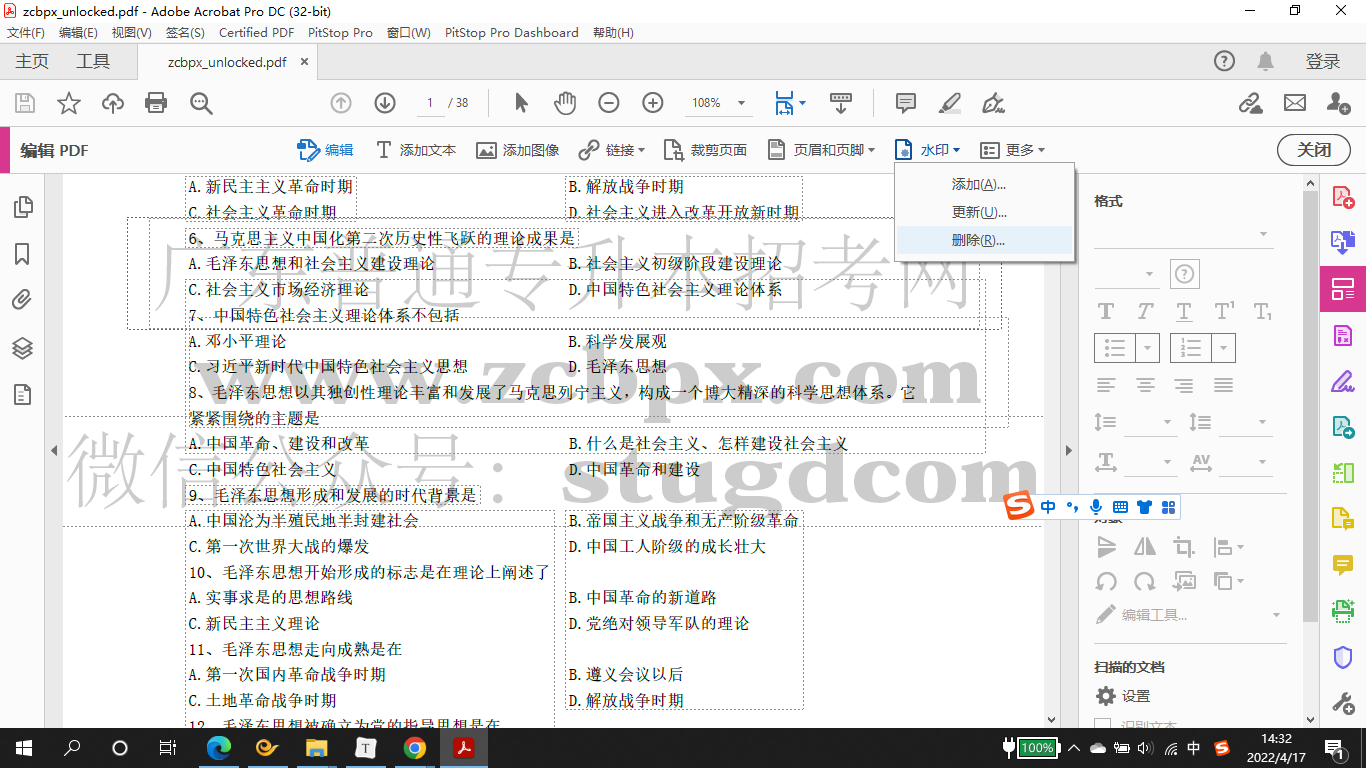 zcbpx_unlocked.pdf - Adobe Acrobat Pro DC (32-bit)
文件(F) 编辑(E) 视图(V) 签名(S) Certified PDF PitStop Pro 窗口(W) PitStop Pro Dashboard 帮助(H)
主页 工具 zcbpx_unlocked.pdf × 登录
1 / 38 108%
编辑 PDF 编辑 添加文本 添加图像 链接 裁剪页面 页眉和页脚 水印 更多 关闭
添加(A)...
更新(U)...
删除(R)...
格式
A.新民主主义革命时期 B.解放战争时期
C.社会主义革命时期 D.社会主义进入改革开放新时期
6、马克思主义中国化第二次历史性飞跃的理论成果是
广东普通专升本招考网
A.毛泽东思想和社会主义建设理论 B.社会主义初级阶段建设理论
C.社会主义市场经济理论 D.中国特色社会主义理论体系
7、中国特色社会主义理论体系不包括
A.邓小平理论 B.科学发展观
C.习近平新时代中国特色社会主义思想 D.毛泽东思想
www.zcbpx.com
8、毛泽东思想以其独创性理论丰富和发展了马克思列宁主义，构成一个博大精深的科学思想体系。它
紧紧围绕的主题是
A.中国革命、建设和改革 B.什么是社会主义、怎样建设社会主义
微信公众号：stugdcom
C.中国特色社会主义 D.中国革命和建设
9、毛泽东思想形成和发展的时代背景是
A.中国沦为半殖民地半封建社会 B.帝国主义战争和无产阶级革命
C.第一次世界大战的爆发 D.中国工人阶级的成长壮大
10、毛泽东思想开始形成的标志是在理论上阐述了
A.实事求是的思想路线 B.中国革命的新道路
C.新民主主义理论 D.党绝对领导军队的理论
11、毛泽东思想走向成熟是在
A.第一次国内革命战争时期 B.遵义会议以后
C.土地革命战争时期 D.解放战争时期
12、毛泽东思想被确立为党的指导思想是在
中
对象
编辑工具...
扫描的文档
设置
识别文本
100% 中 14:32
2022/4/17 1